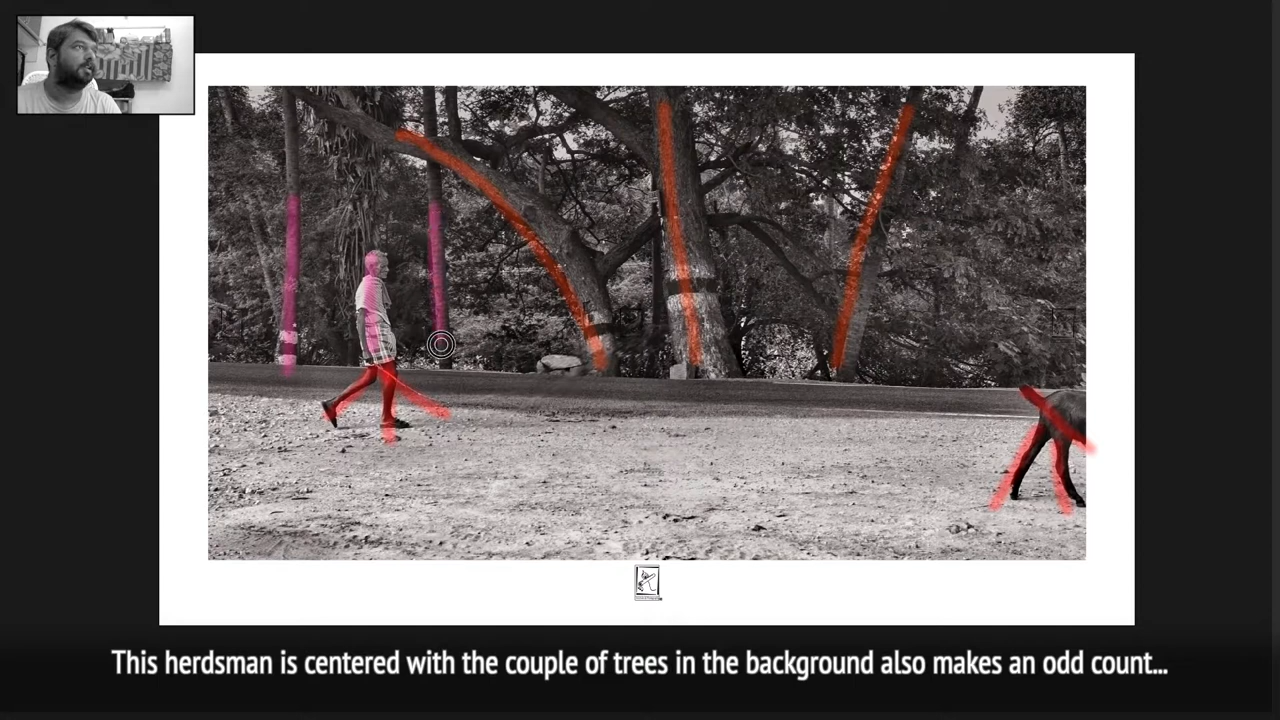 This herdsman is centered with the couple of trees in the background also makes an odd count...